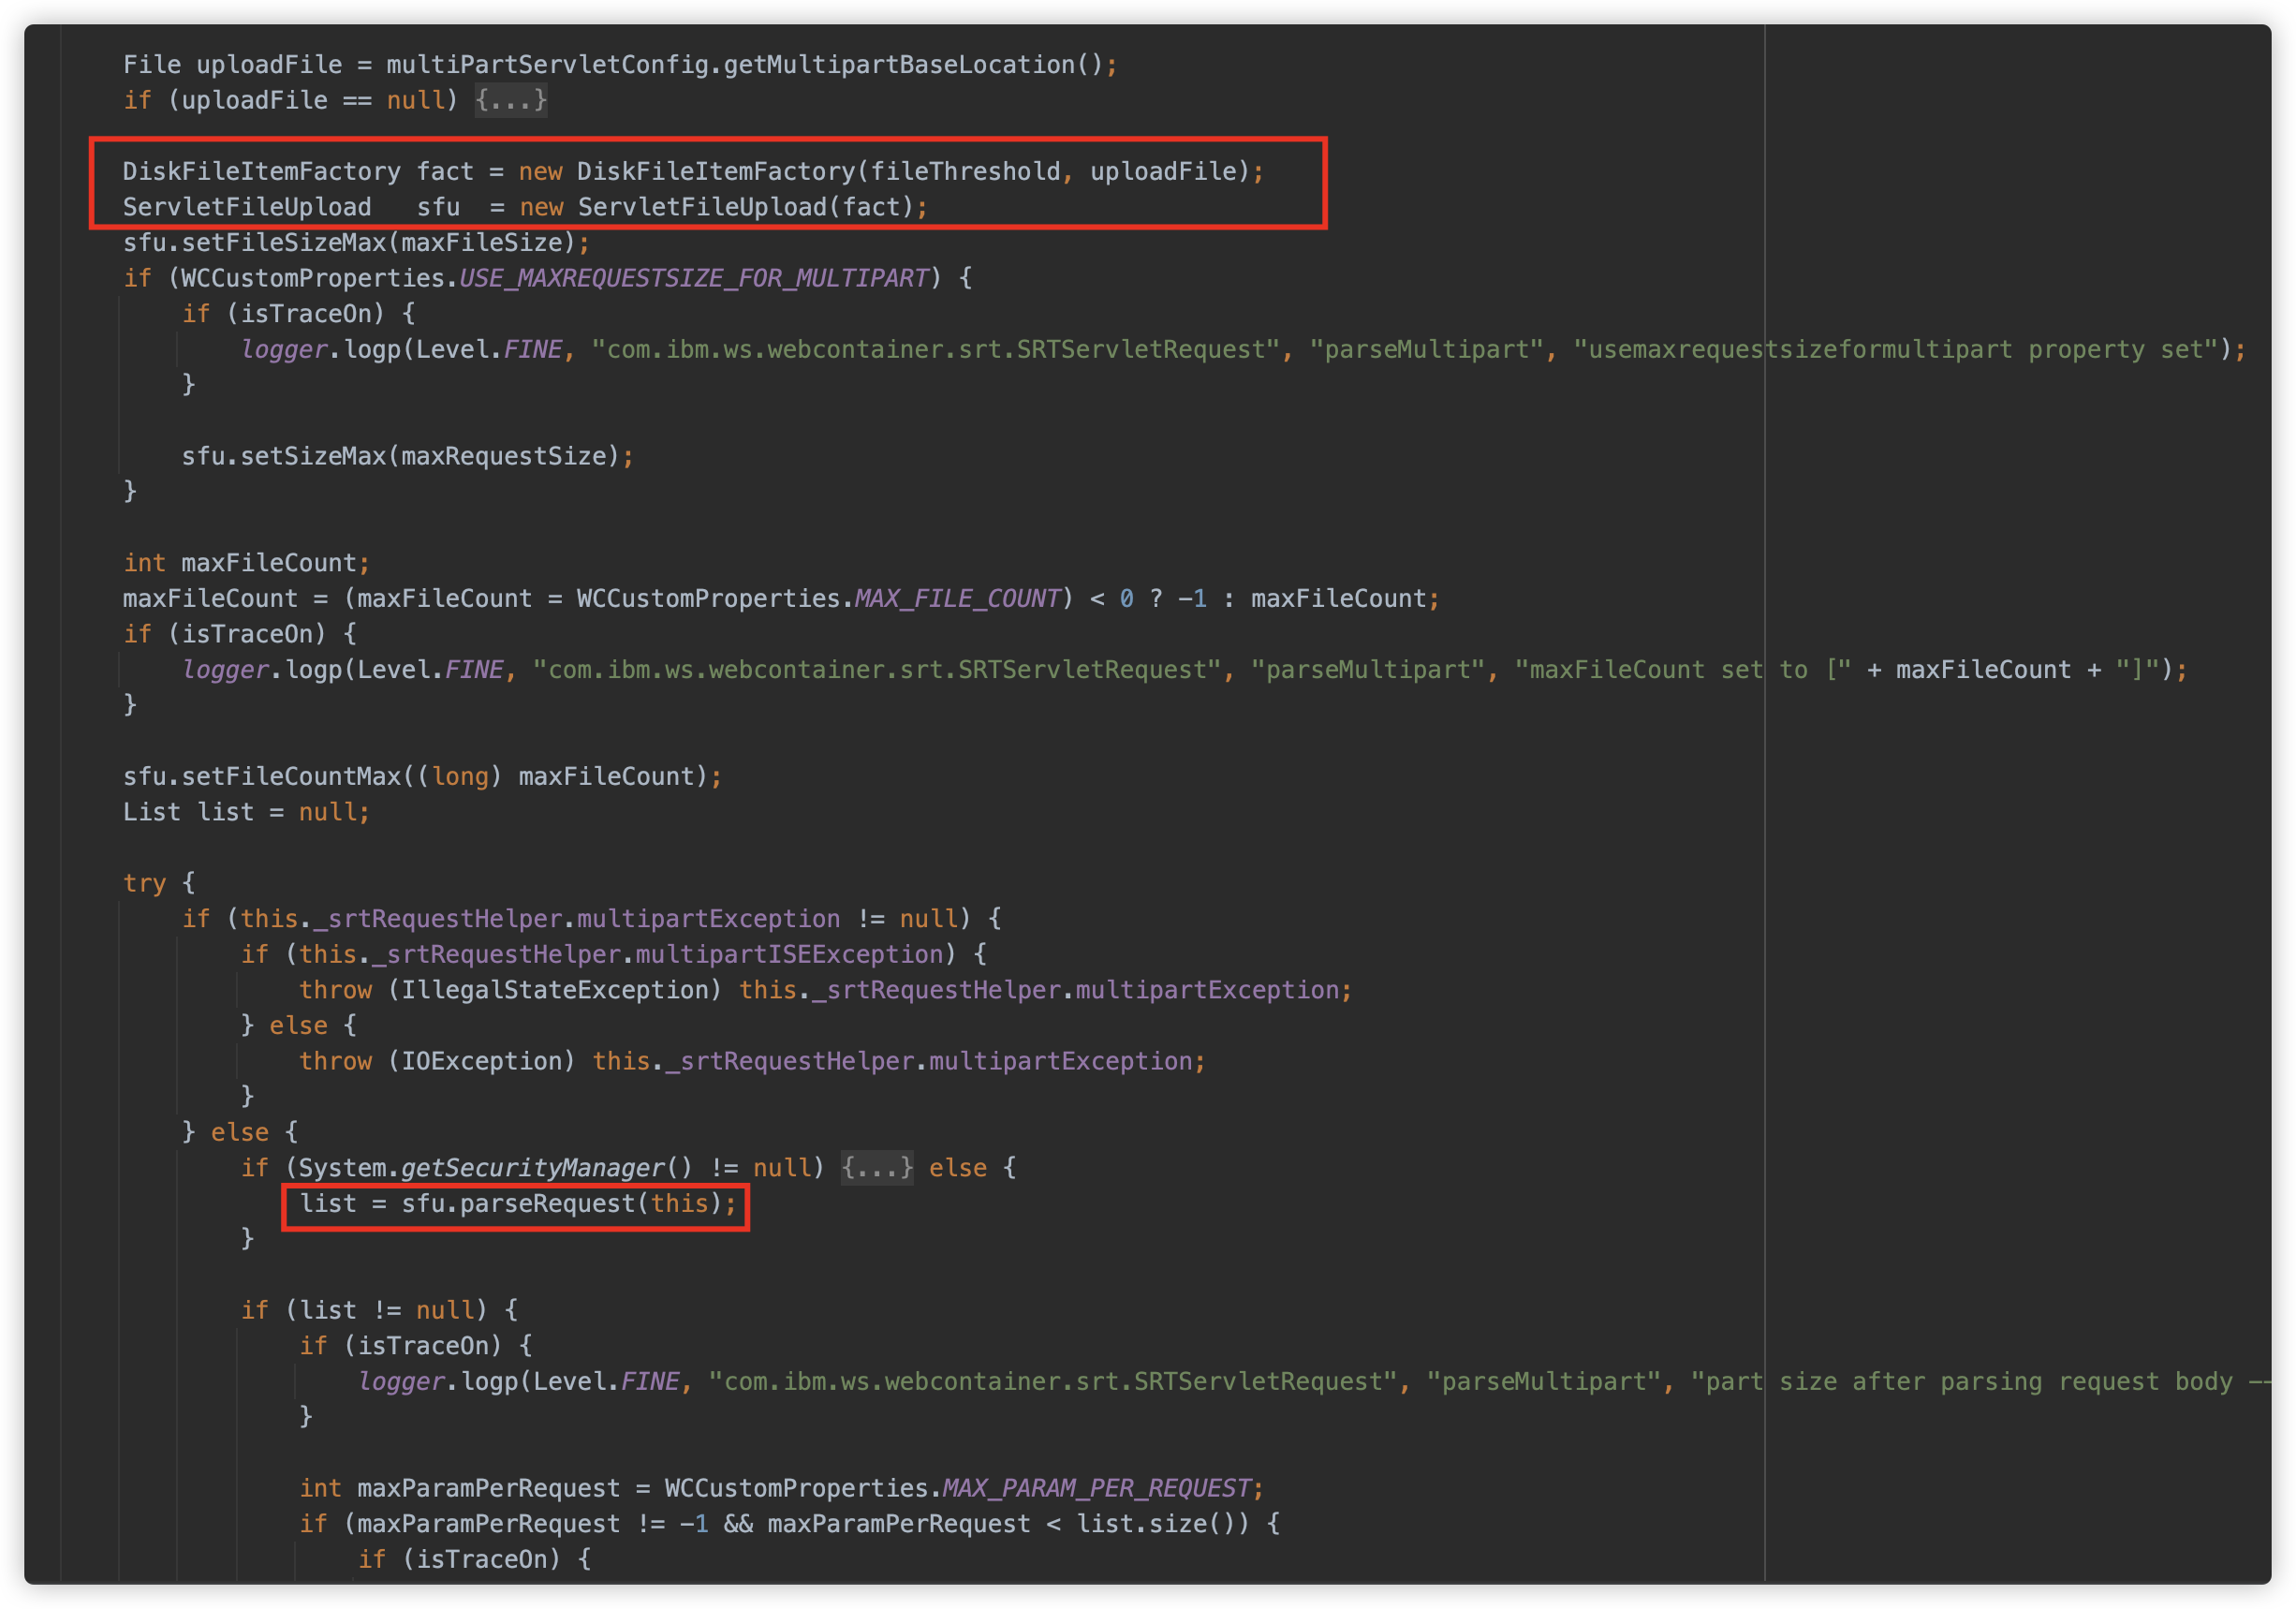 File uploadFile = multiPartServletConfig.getMultipartBaseLocation();
if (uploadFile == null) {...}
DiskFileItemFactory fact = new DiskFileItemFactory(fileThreshold, uploadFile);
ServletFileUpload   sfu  = new ServletFileUpload(fact);
sfu.setFileSizeMax(maxFileSize);
if (WCCustomProperties.USE_MAXREQUESTSIZE_FOR_MULTIPART) {
    if (isTraceOn) {
        logger.logp(Level.FINE, "com.ibm.ws.webcontainer.srt.SRTServletRequest", "parseMultipart", "usemaxrequestsizeformultipart property set");
    }
    sfu.setSizeMax(maxRequestSize);
}
int maxFileCount;
maxFileCount = (maxFileCount = WCCustomProperties.MAX_FILE_COUNT) < 0 ? -1 : maxFileCount;
if (isTraceOn) {
    logger.logp(Level.FINE, "com.ibm.ws.webcontainer.srt.SRTServletRequest", "parseMultipart", "maxFileCount set to [" + maxFileCount + "]");
}
sfu.setFileCountMax((long) maxFileCount);
List list = null;
try {
    if (this._srtRequestHelper.multipartException != null) {
        if (this._srtRequestHelper.multipartISEException) {
            throw (IllegalStateException) this._srtRequestHelper.multipartException;
        } else {
            throw (IOException) this._srtRequestHelper.multipartException;
        }
    } else {
        if (System.getSecurityManager() != null) {...} else {
            list = sfu.parseRequest(this);
        }
        if (list != null) {
            if (isTraceOn) {
                logger.logp(Level.FINE, "com.ibm.ws.webcontainer.srt.SRTServletRequest", "parseMultipart", "part size after parsing request body --
            }
            int maxParamPerRequest = WCCustomProperties.MAX_PARAM_PER_REQUEST;
            if (maxParamPerRequest != -1 && maxParamPerRequest < list.size()) {
                if (isTraceOn) {